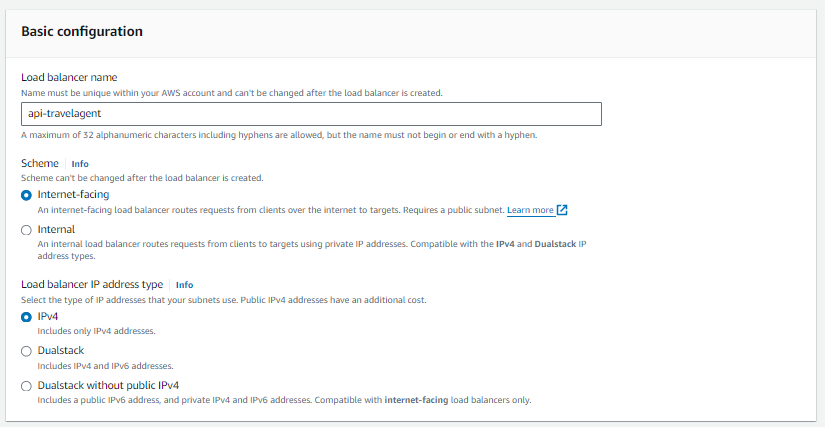 Basic configuration
Load balancer name
Name must be unique within your AWS account and can't be changed after the load balancer is created.
api-travelagent
A maximum of 32 alphanumeric characters including hyphens are allowed, but the name must not begin or end with a hyphen.
Scheme Info
Scheme can't be changed after the load balancer is created.
Internet-facing
An internet-facing load balancer routes requests from clients over the internet to targets. Requires a public subnet. Learn more
Internal
An internal load balancer routes requests from clients to targets using private IP addresses. Compatible with the IPv4 and Dualstack IP
address types.
Load balancer IP address type Info
Select the type of IP addresses that your subnets use. Public IPv4 addresses have an additional cost.
IPv4
Includes only IPv4 addresses.
Dualstack
Includes IPv4 and IPv6 addresses.
Dualstack without public IPv4
Includes a public IPv6 address, and private IPv4 and IPv6 addresses. Compatible with internet-facing load balancers only.